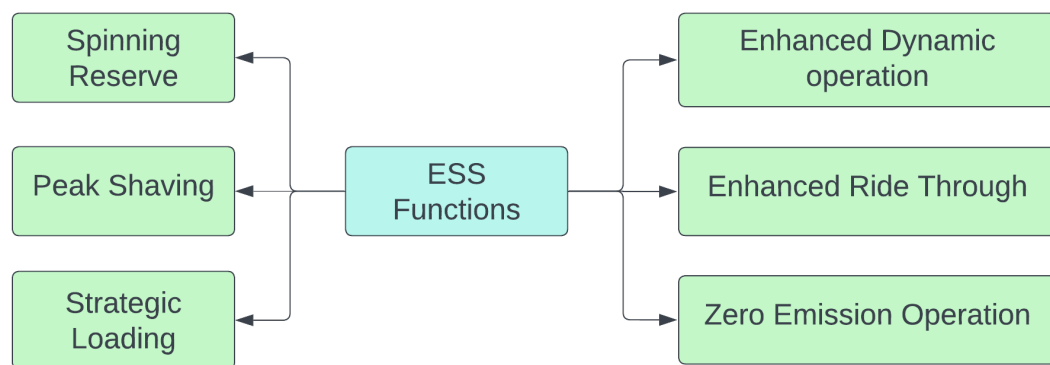 Spinning
Reserve
Peak Shaving
Strategic
Loading
ESS
Functions
Enhanced Dynamic
operation
Enhanced Ride Through
Zero Emission Operation